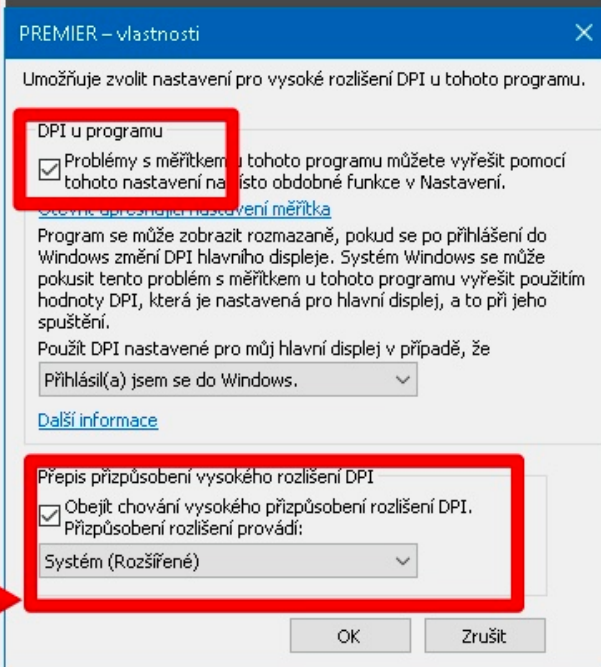 PREMIER – vlastnosti
Umožňuje zvolit nastavení pro vysoké rozlišení DPI u tohoto programu.
DPI u programu
Problémy s měřítkem u tohoto programu můžete vyřešit pomocí
tohoto nastavení namísto obdobné funkce v Nastavení.
Otevřít upřesňující nastavení měřítka
Program se může zobrazit rozmazaně, pokud se po přihlášení do
Windows změní DPI hlavního displeje. Systém Windows se může
pokusit tento problém s měřítkem u tohoto programu vyřešit použitím
hodnoty DPI, která je nastavená pro hlavní displej, a to při jeho
spuštění.
Použít DPI nastavené pro můj hlavní displej v případě, že
Přihlásil(a) jsem se do Windows.
Další informace
Přepis přizpůsobení vysokého rozlišení DPI
Obejít chování vysokého přizpůsobení rozlišení DPI.
Přizpůsobení rozlišení provádí:
Systém (Rozšířené)
OK
Zrušit